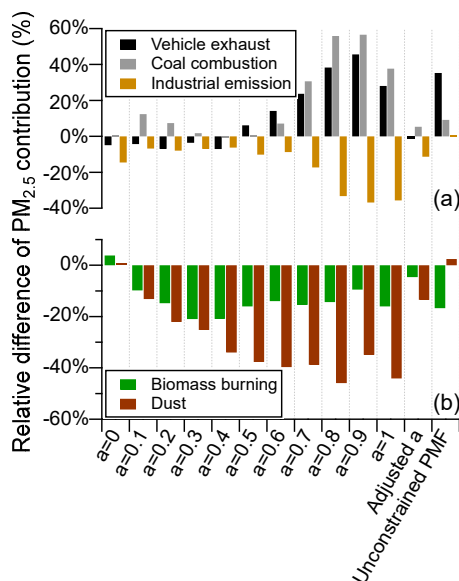 Relative difference of PM2.5 contribution (%)
60%
40%
20%
0%
-20%
-40%
Vehicle exhaust
Coal combustion
Industrial emission
(a)
0%
-20%
-40%
-60%
Biomass burning
Dust
(b)
a=0
a=0.1
a=0.2
a=0.3
a=0.4
a=0.5
a=0.6
a=0.7
a=0.8
a=0.9
a=1
Adjusted a
Unconstrained PMF